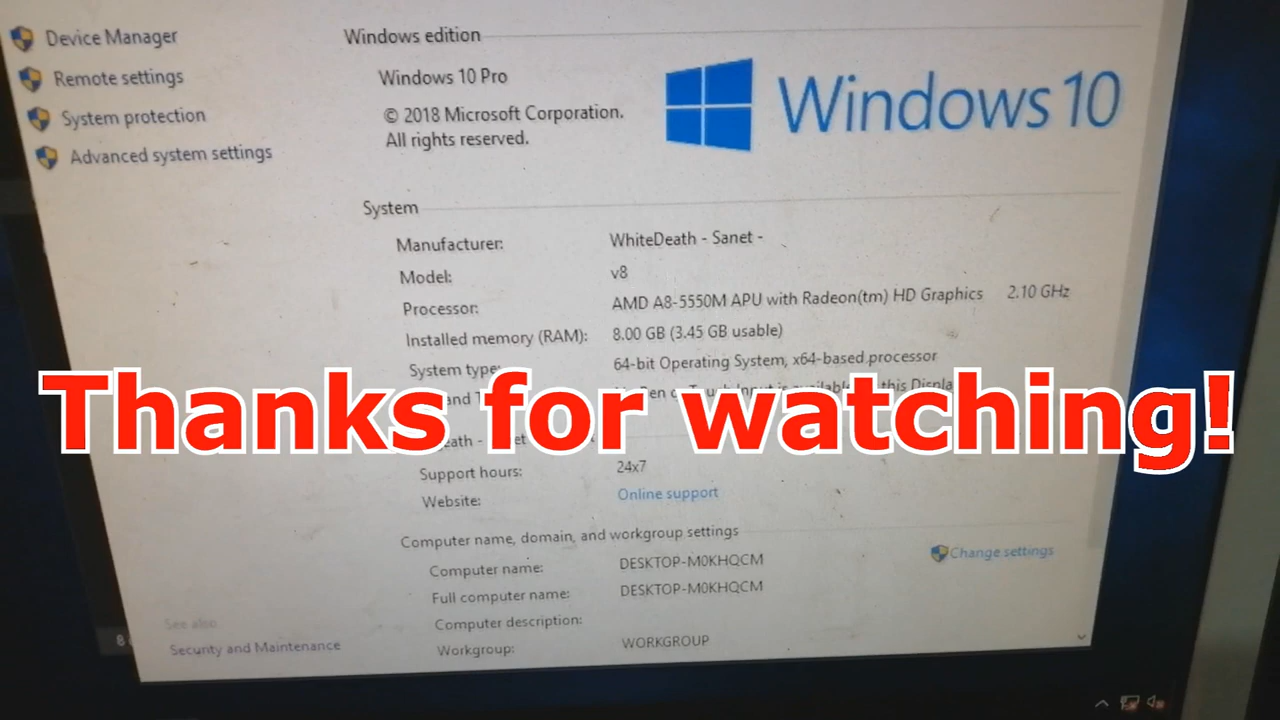 Device Manager
Remote settings
System protection
Advanced system settings
Windows edition
Windows 10 Pro
© 2018 Microsoft Corporation.
All rights reserved.
Windows 10
System
Manufacturer: WhiteDeath - Sanet -
Model: v8
Processor: AMD A8-5550M APU with Radeon(tm) HD Graphics 2.10 GHz
Installed memory (RAM): 8.00 GB (3.45 GB usable)
System type: 64-bit Operating System, x64-based processor
Thanks for watching!
Support hours: 24x7
Website: Online support
Computer name, domain, and workgroup settings
Computer name: DESKTOP-M0KHQCM
Change settings
Full computer name: DESKTOP-M0KHQCM
Computer description:
Workgroup: WORKGROUP
See also
Security and Maintenance